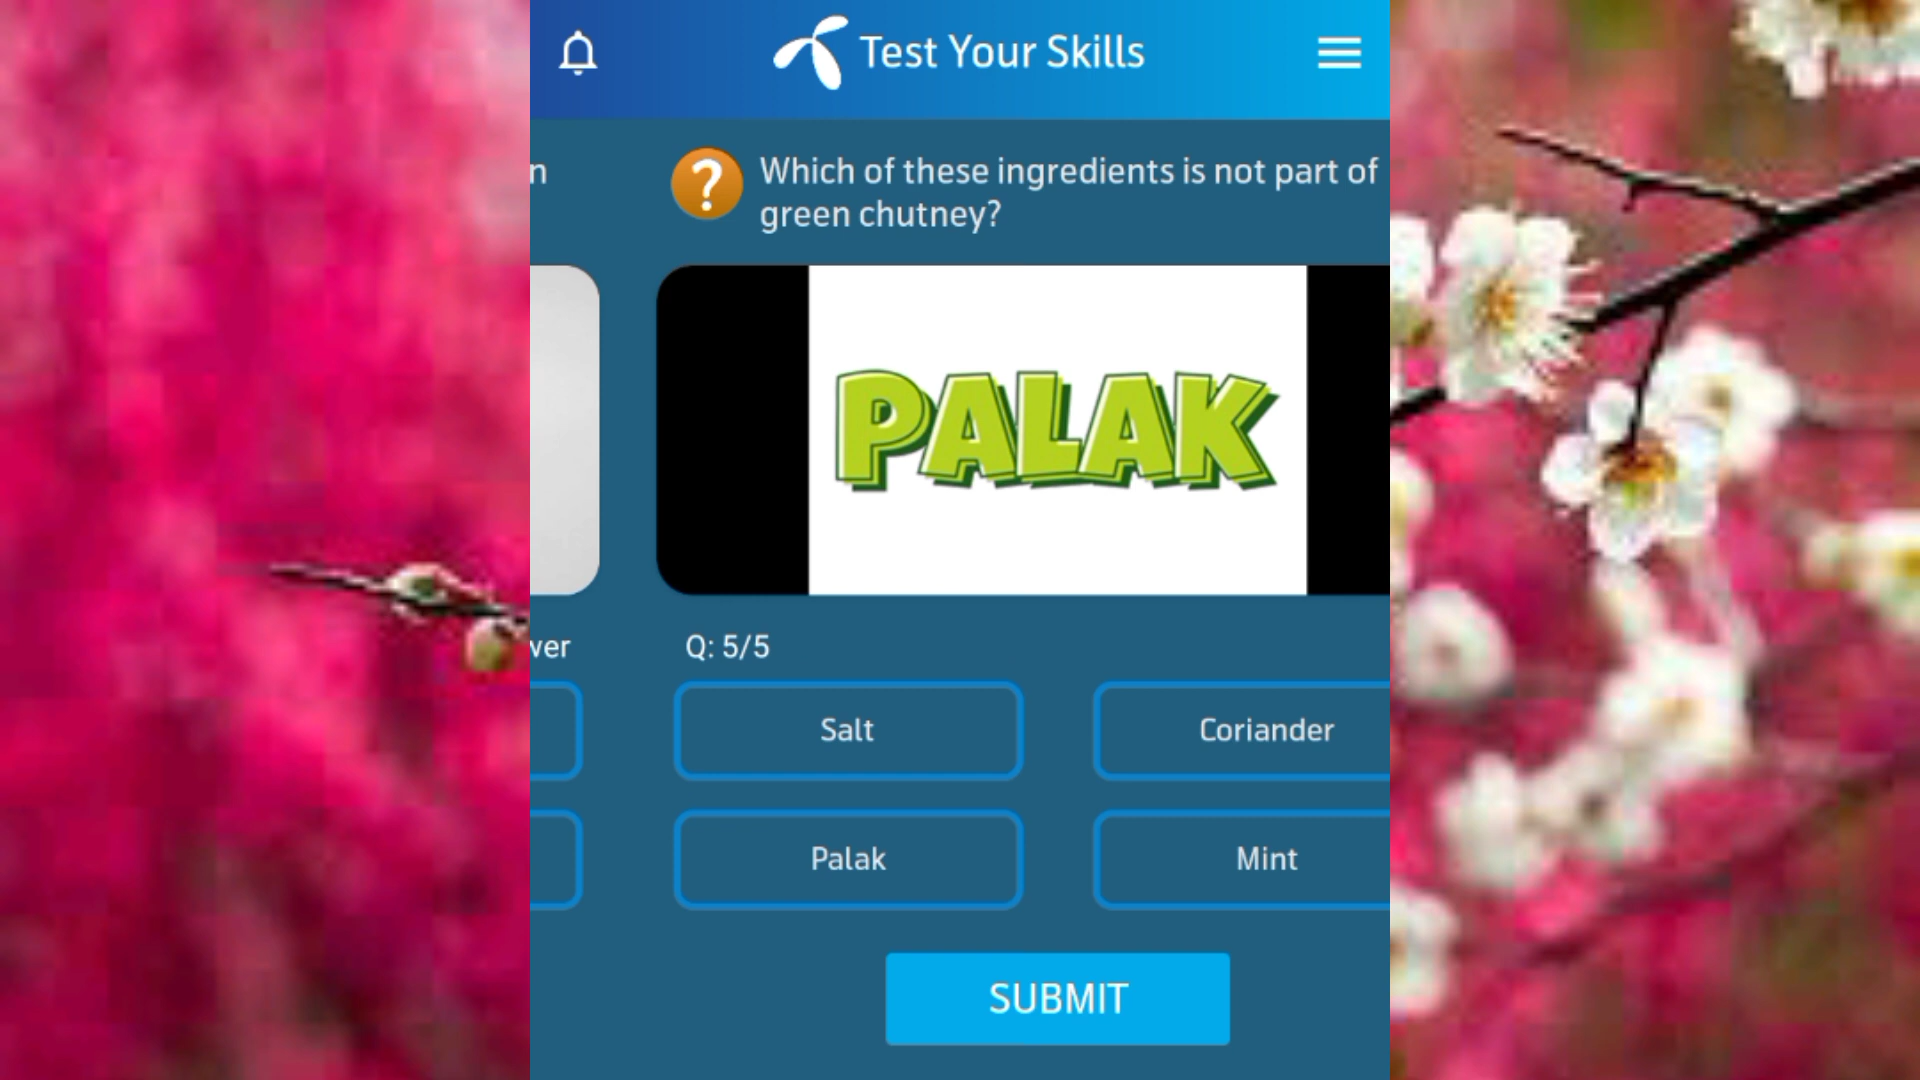 Test Your Skills
n
Which of these ingredients is not part of
green chutney?
PALAK
ver
Q: 5/5
Salt
Coriander
Palak
Mint
SUBMIT